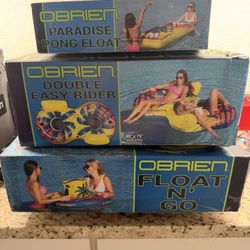 OBRIEN
PARADISE
PONG FLOAT
OBRIEN
DOUBLE
EASY RIDER
OBRIEN
FLOAT
N'
GO